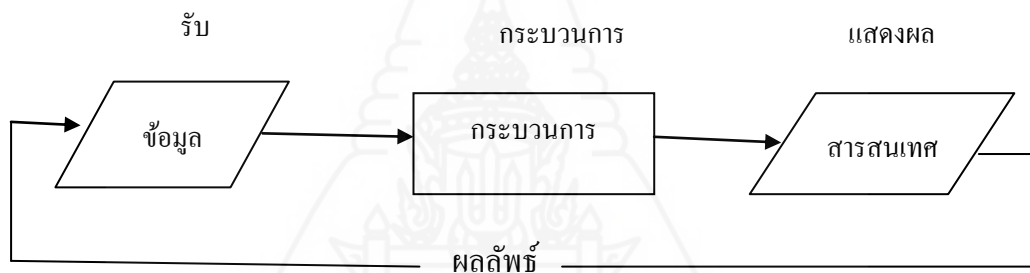 รับ
กระบวนการ
แสดงผล
ข้อมูล
กระบวนการ
สารสนเทศ
ผลลัพธ์